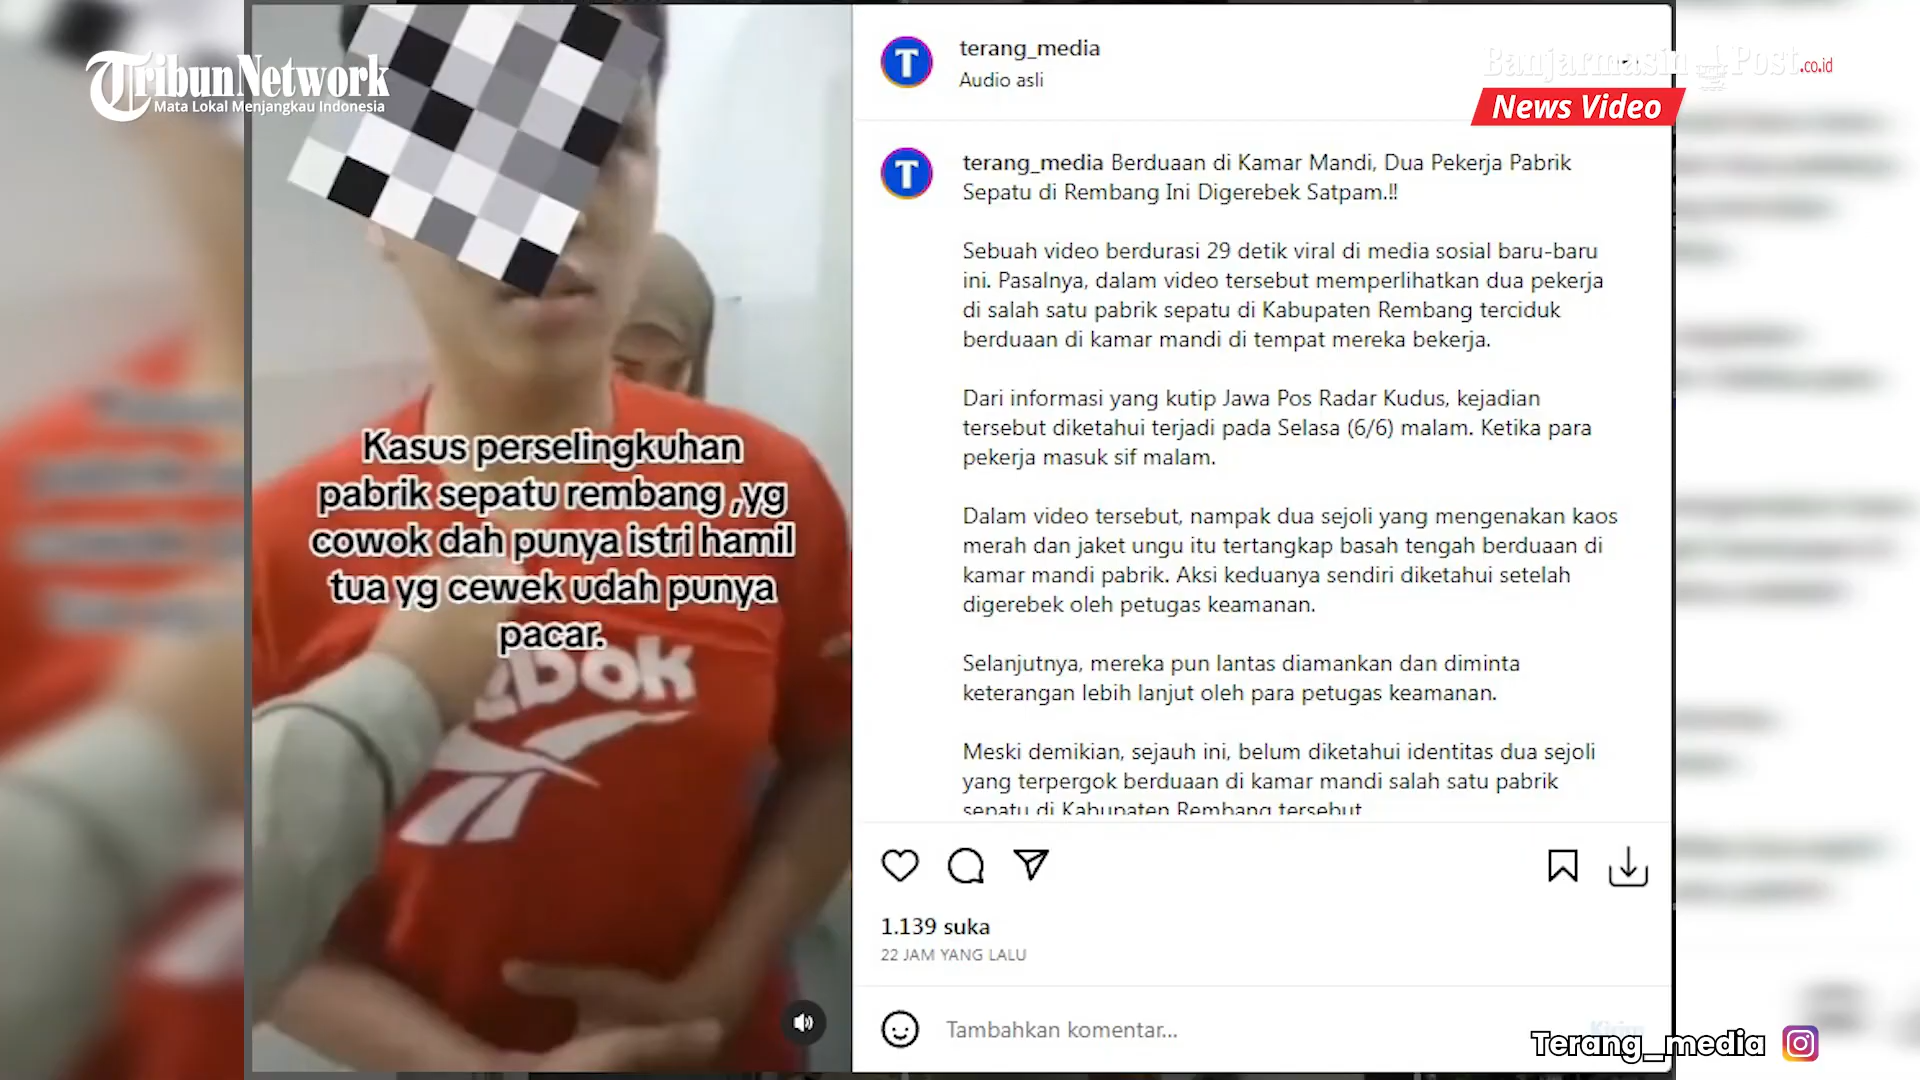 TribunNetwork
Mata Lokal Menjangkau Indonesia
Banjarmasin Post.co.id
News Video
Kasus perselingkuhan
pabrik sepatu rembang ,yg
cowok dah punya istri hamil
tua yg cewek udah punya
pacar.
bok
T terang_media
Audio asli
T terang_media Berduaan di Kamar Mandi, Dua Pekerja Pabrik
Sepatu di Rembang Ini Digerebek Satpam.!!
Sebuah video berdurasi 29 detik viral di media sosial baru-baru
ini. Pasalnya, dalam video tersebut memperlihatkan dua pekerja
di salah satu pabrik sepatu di Kabupaten Rembang terciduk
berduaan di kamar mandi di tempat mereka bekerja.
Dari informasi yang kutip Jawa Pos Radar Kudus, kejadian
tersebut diketahui terjadi pada Selasa (6/6) malam. Ketika para
pekerja masuk sif malam.
Dalam video tersebut, nampak dua sejoli yang mengenakan kaos
merah dan jaket ungu itu tertangkap basah tengah berduaan di
kamar mandi pabrik. Aksi keduanya sendiri diketahui setelah
digerebek oleh petugas keamanan.
Selanjutnya, mereka pun lantas diamankan dan diminta
keterangan lebih lanjut oleh para petugas keamanan.
Meski demikian, sejauh ini, belum diketahui identitas dua sejoli
yang terpergok berduaan di kamar mandi salah satu pabrik
sepatu di Kabupaten Rembang tersebut
1.139 suka
22 JAM YANG LALU
Tambahkan komentar...
Kirim
Terang_media